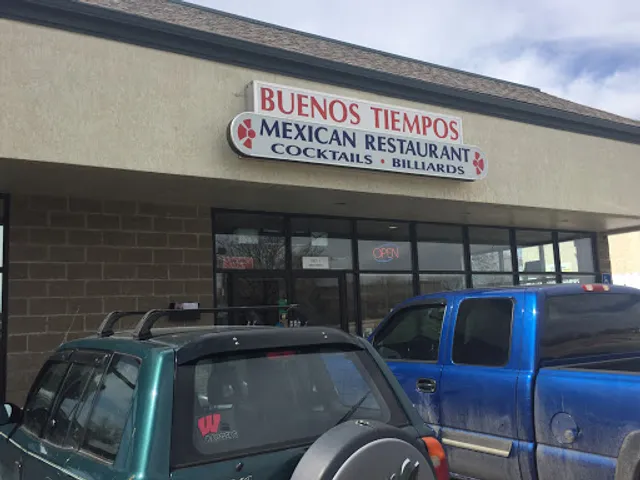 BUENOS TIEMPOS
MEXICAN RESTAURANT
COCKTAILS • BILLIARDS
OPEN
W